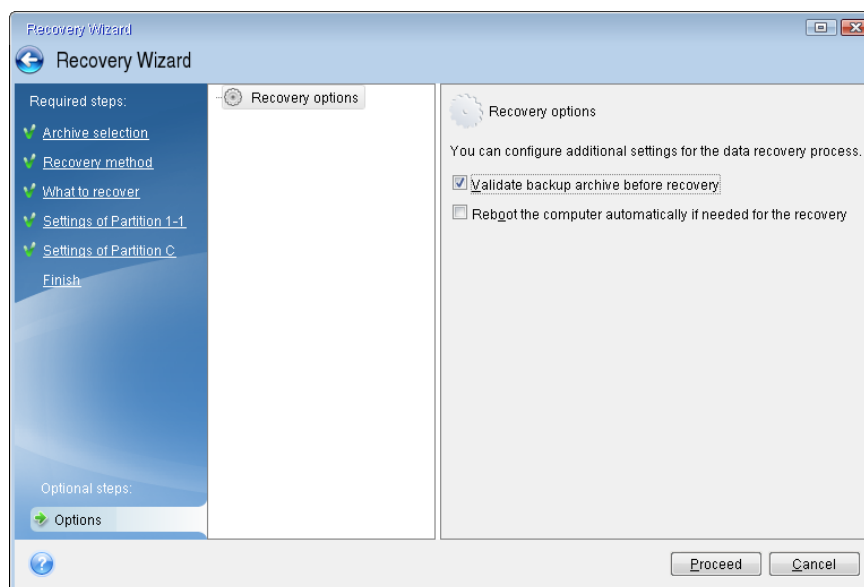 Recovery Wizard
Recovery Wizard
Required steps:
Archive selection
Recovery method
What to recover
Settings of Partition 1-1
Settings of Partition C
Finish
Optional steps:
Options
Recovery options
Recovery options
You can configure additional settings for the data recovery process.
Validate backup archive before recovery
Reboot the computer automatically if needed for the recovery
Proceed
Cancel